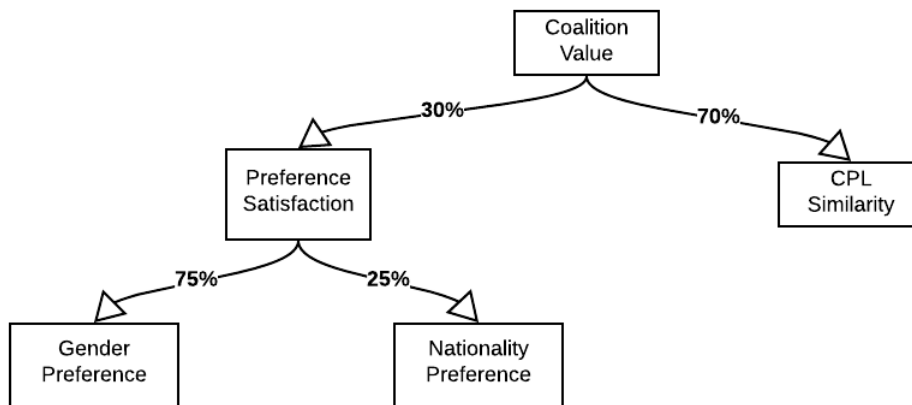 Coalition
Value
30%
70%
Preference
Satisfaction
CPL
Similarity
75%
25%
Gender
Preference
Nationality
Preference